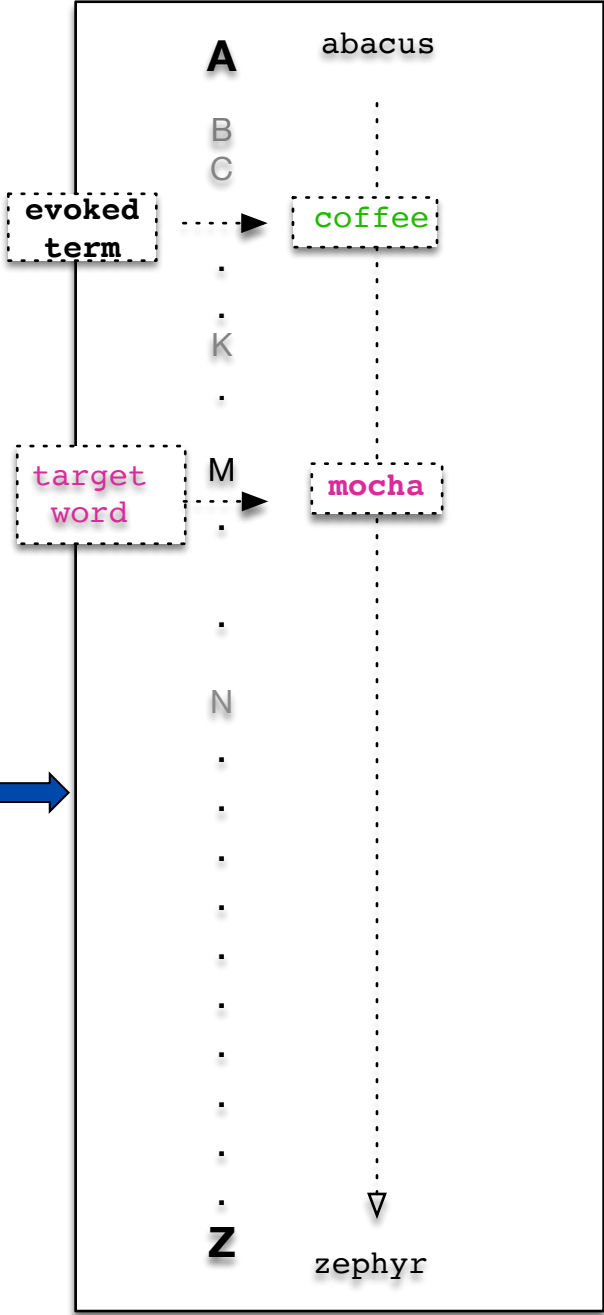 A abacus
B
C
evoked
term
coffee
.
.
K
.
target
word
M
mocha
.
.
N
.
.
.
.
.
.
.
.
.
.
Z
zephyr